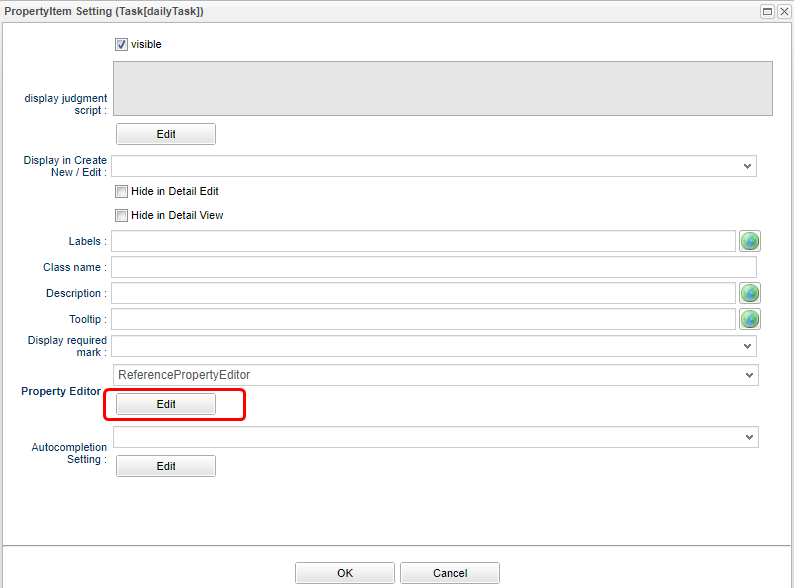 PropertyItem Setting (Task[dailyTask])
visible
display judgment
script :
Edit
Display in Create
New / Edit :
Hide in Detail Edit
Hide in Detail View
Labels :
Class name :
Description :
Tooltip :
Display required
mark :
ReferencePropertyEditor
Property Editor
Edit
Autocompletion
Setting :
Edit
OK Cancel